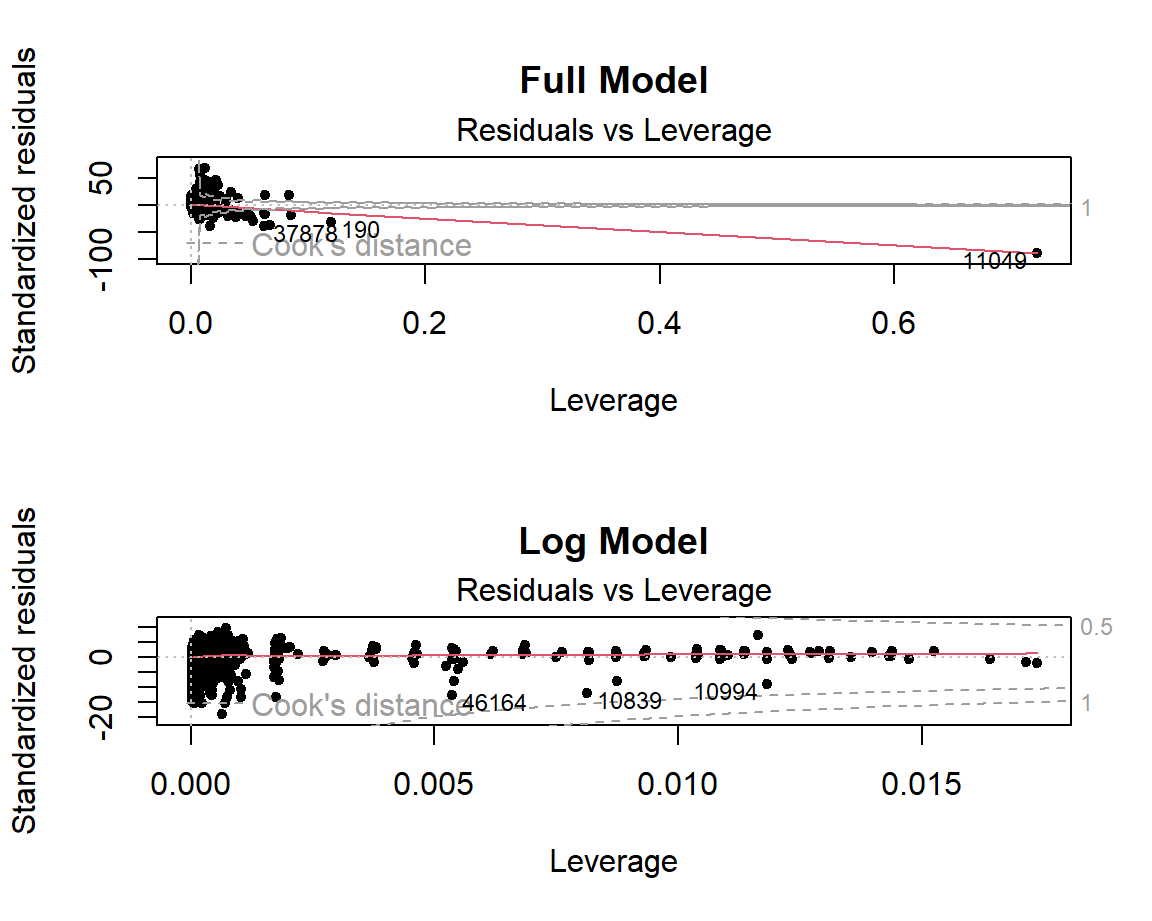 Full Model
Residuals vs Leverage
Standardized residuals
50
-100
1
37878
190
Cook's distance
11049
0.0 0.2 0.4 0.6
Leverage
Log Model
Residuals vs Leverage
Standardized residuals
0.5
0
-20
1
46164
10839
10994
Cook's distance
0.000 0.005 0.010 0.015
Leverage